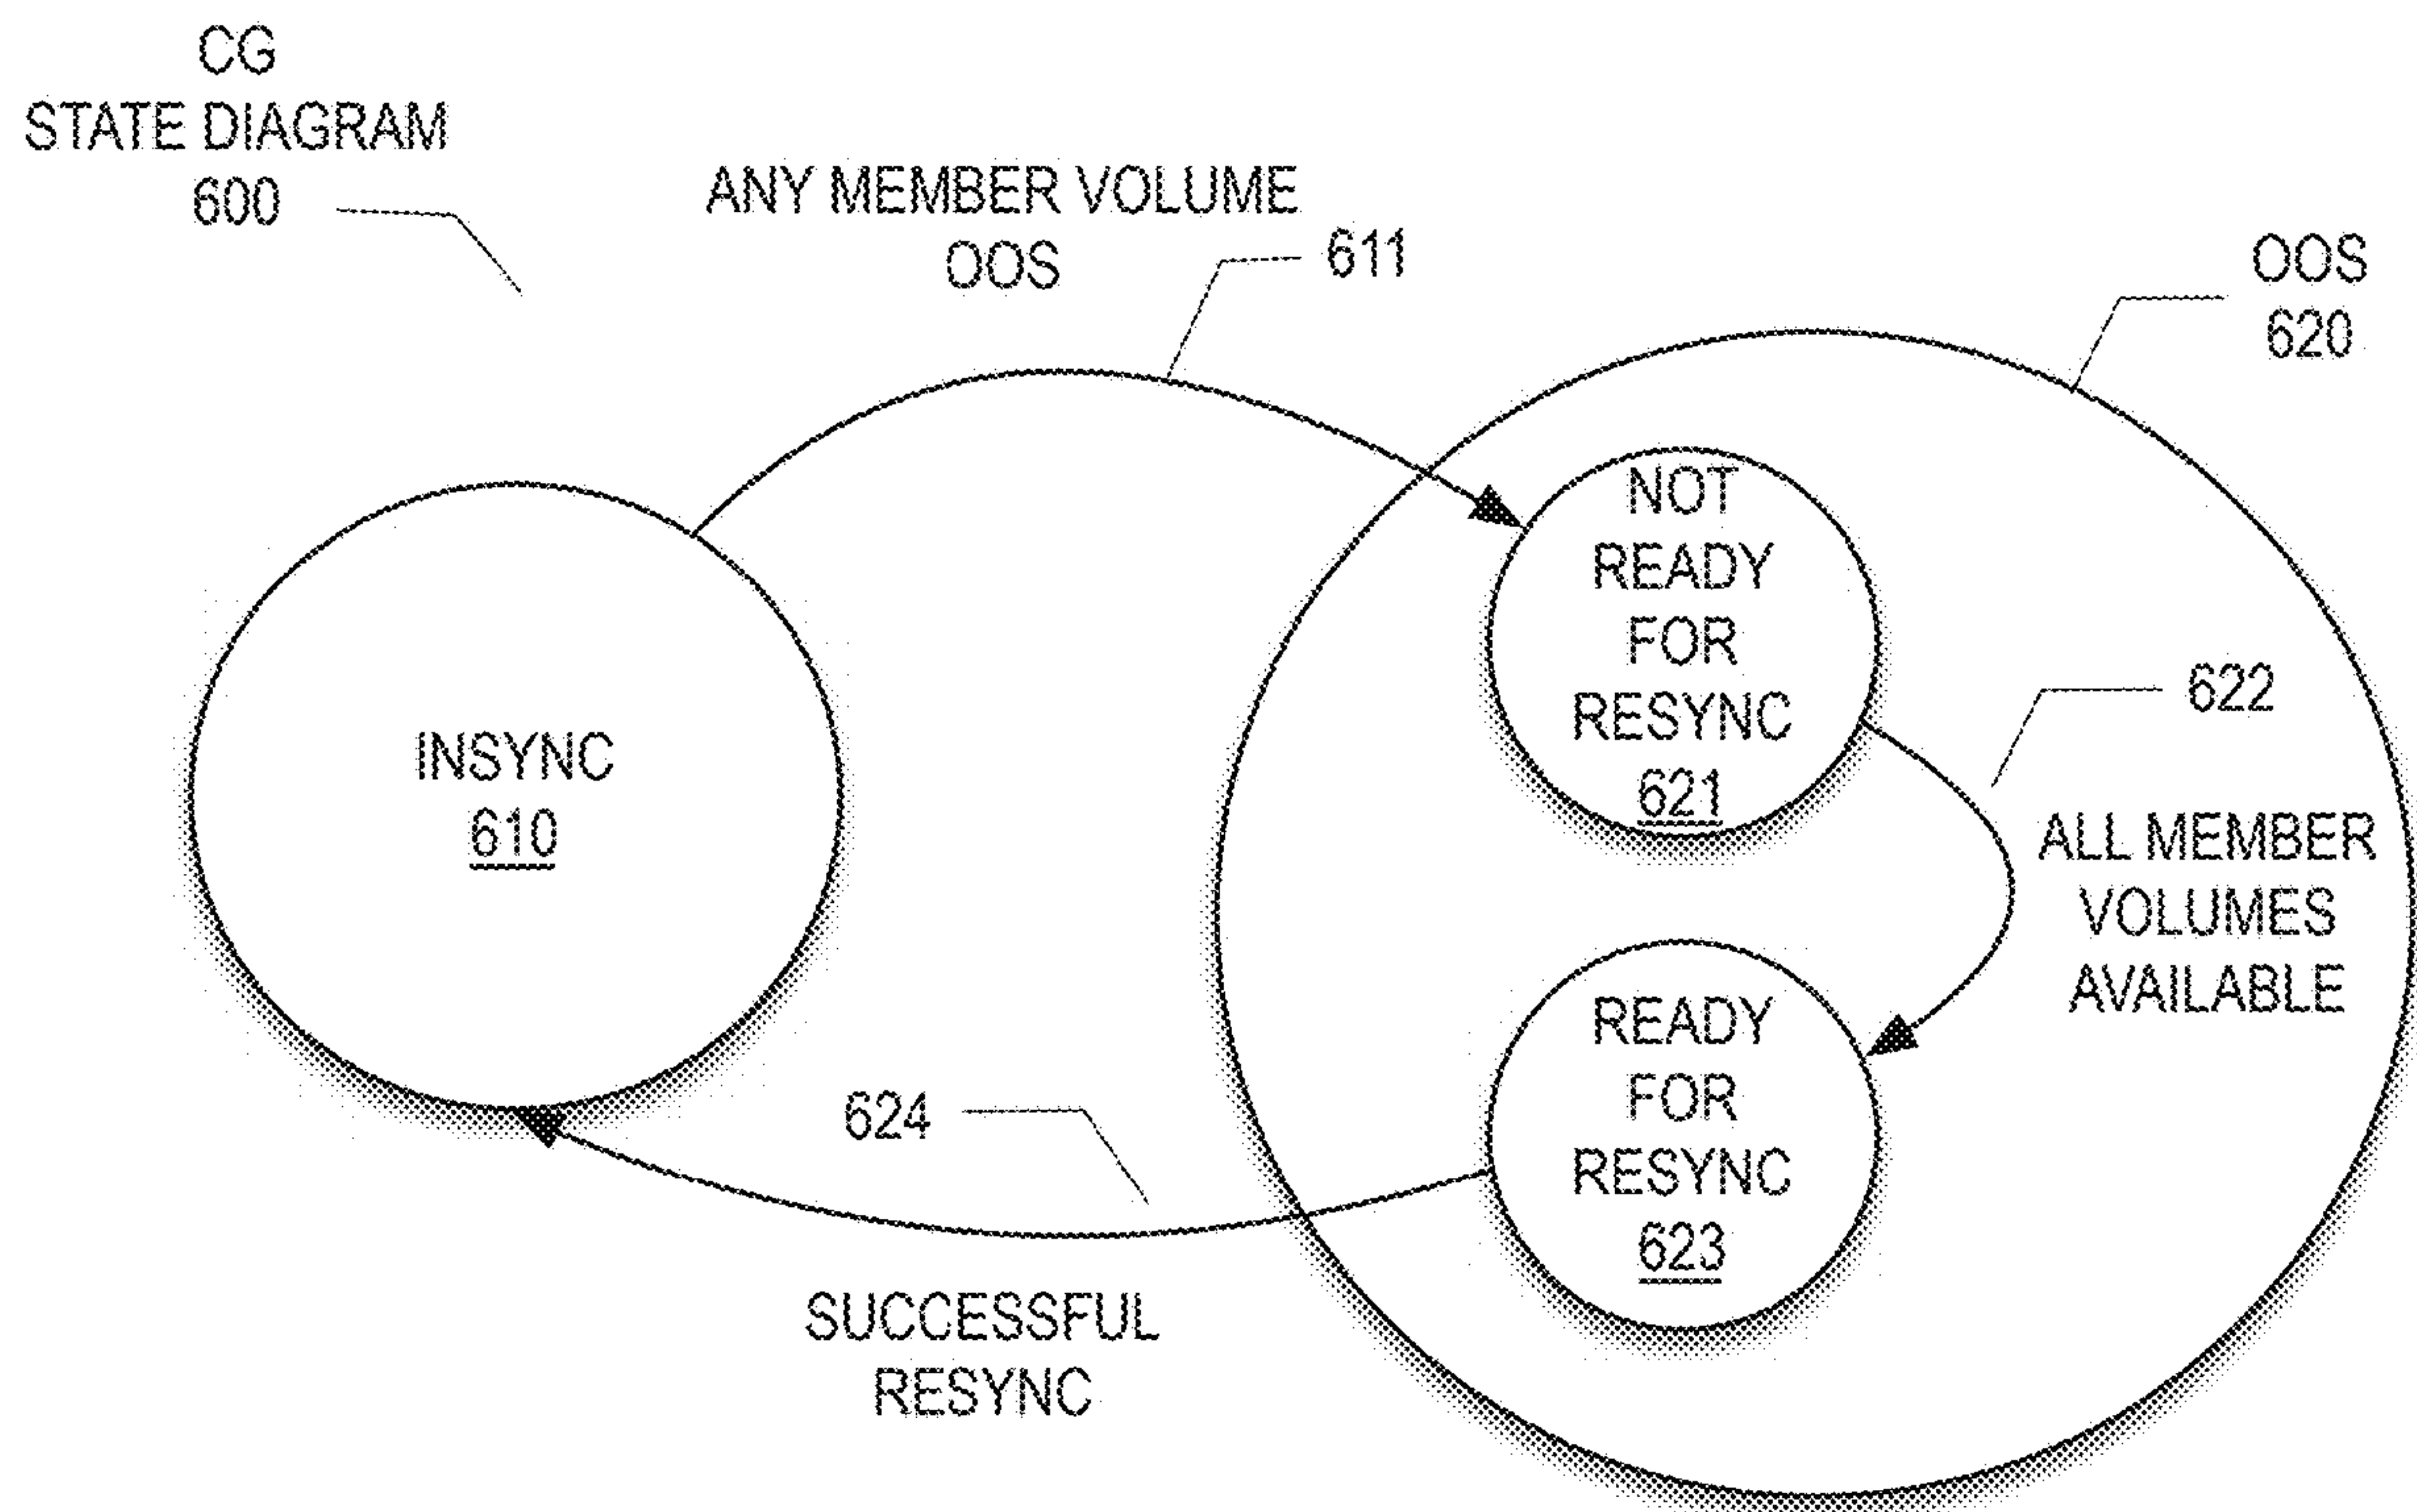 CG
STATE DIAGRAM
600
ANY MEMBER VOLUME
OOS
611
OOS
620
INSYNC
610
NOT
READY
FOR
RESYNC
621
622
ALL MEMBER
VOLUMES
AVAILABLE
READY
FOR
RESYNC
623
624
SUCCESSFUL
RESYNC